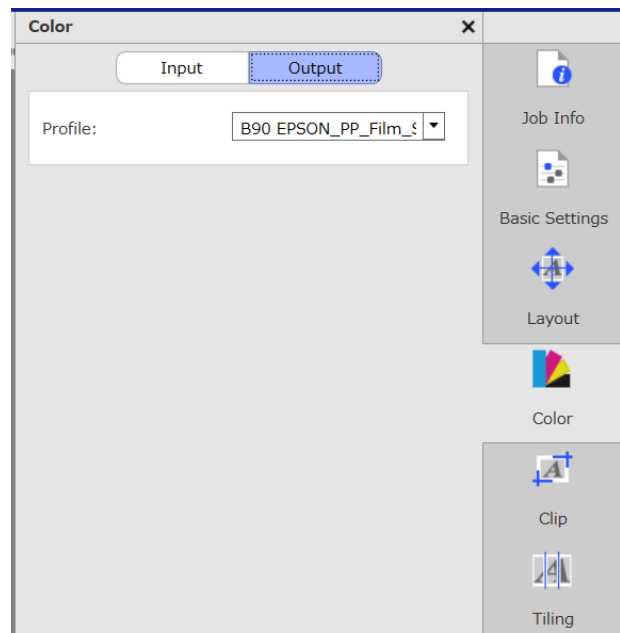 Color
Input Output
Profile: B90 EPSON_PP_Film_
Job Info
Basic Settings
Layout
Color
Clip
Tiling